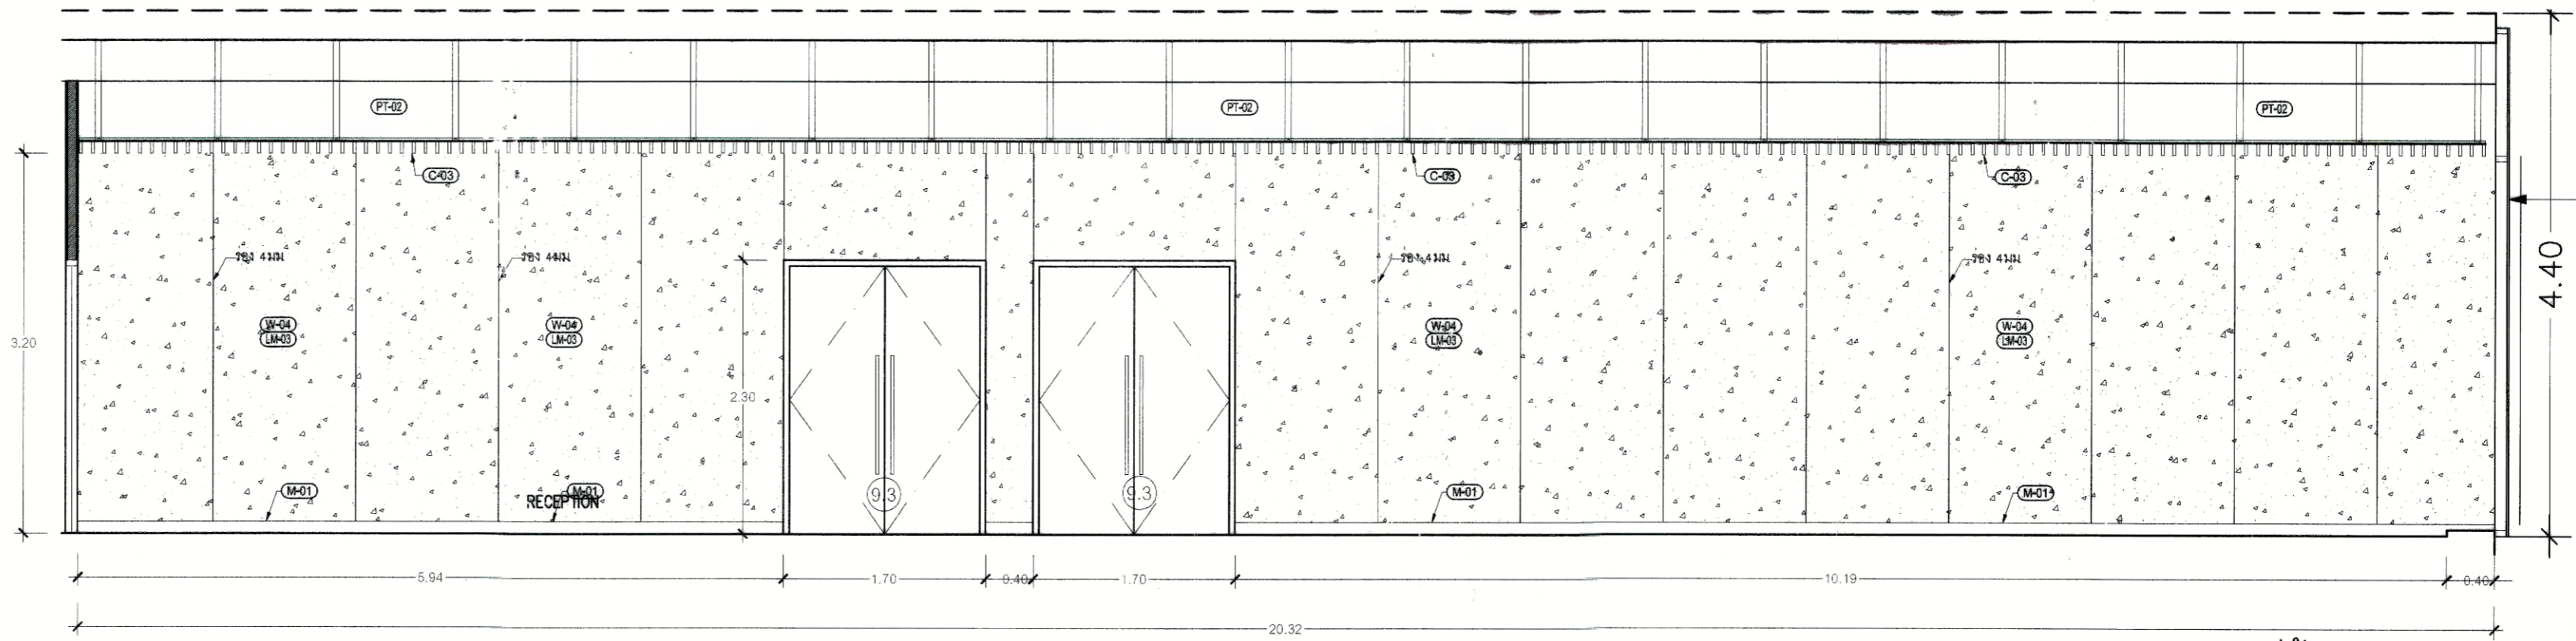 PT-02
PT-02
PT-02
C-03
C-03
C-03
4.40
W-04
LM-03
W-04
LM-03
W-04
LM-03
W-04
LM-03
3.20
2.30
M-01
M-01
RECEPTION
9.3
9.3
M-01
M-01
5.94
1.70
0.40
1.70
10.19
0.40
20.32